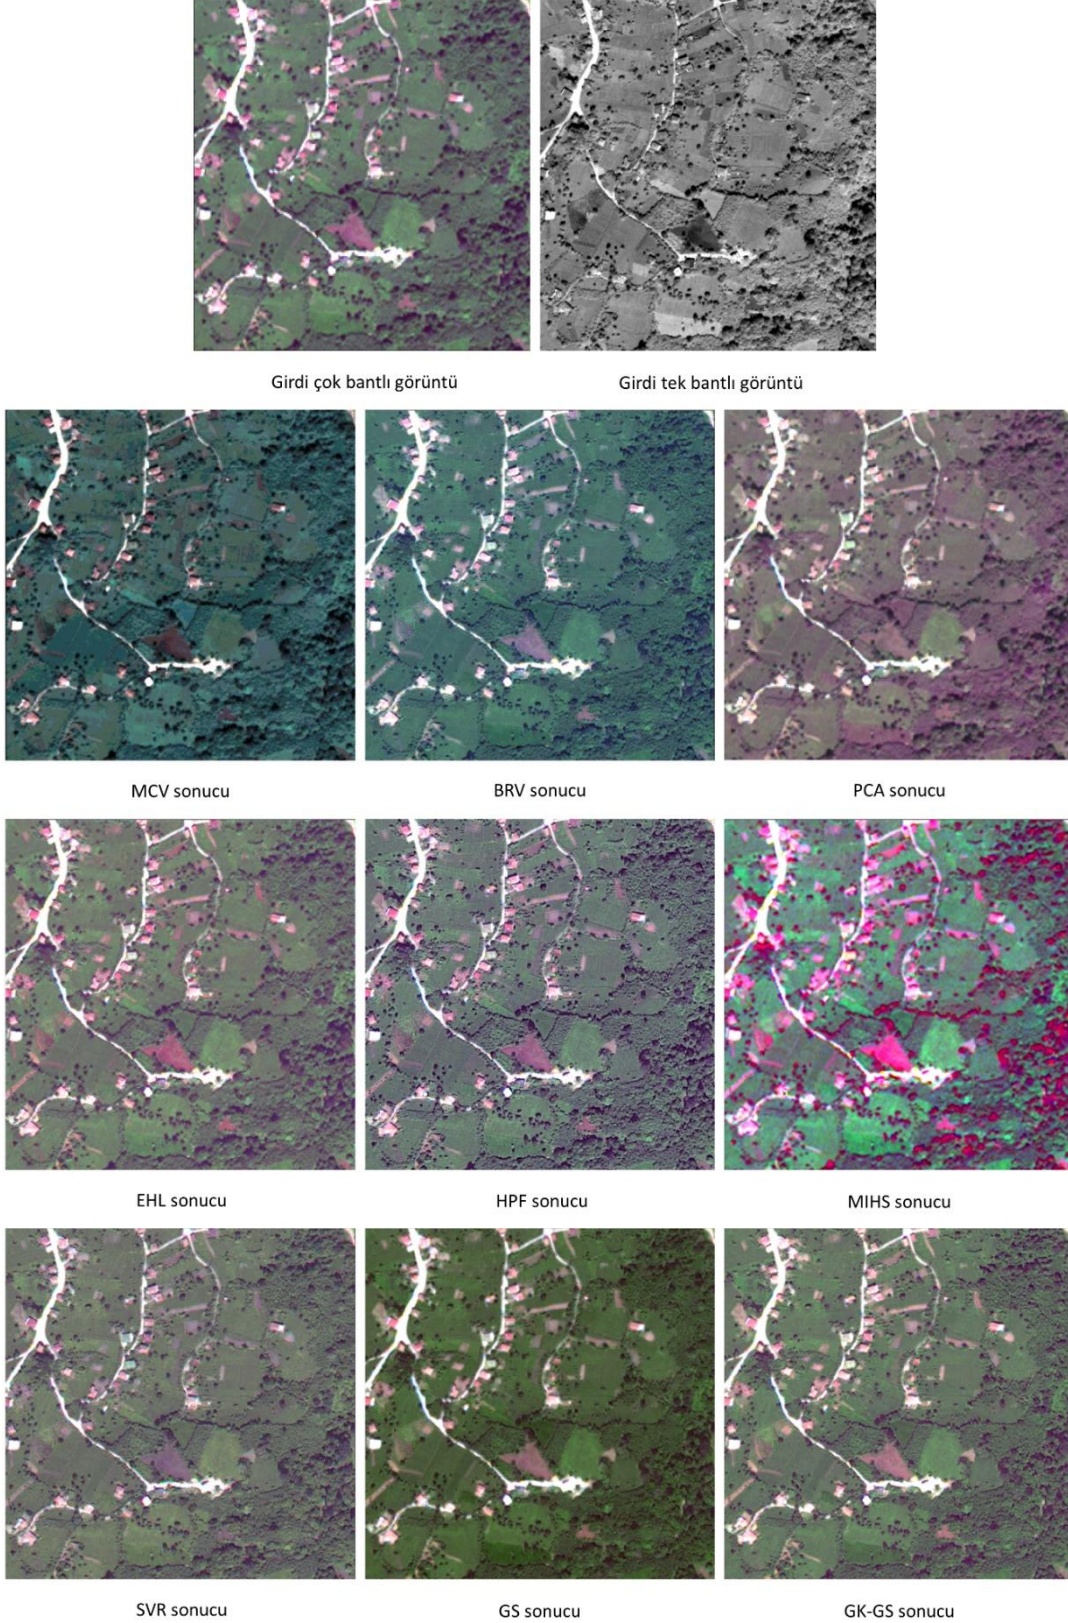 Girdi çok bantlı görüntü
Girdi tek bantlı görüntü
MCV sonucu
BRV sonucu
PCA sonucu
EHL sonucu
HPF sonucu
MIHS sonucu
SVR sonucu
GS sonucu
GK-GS sonucu